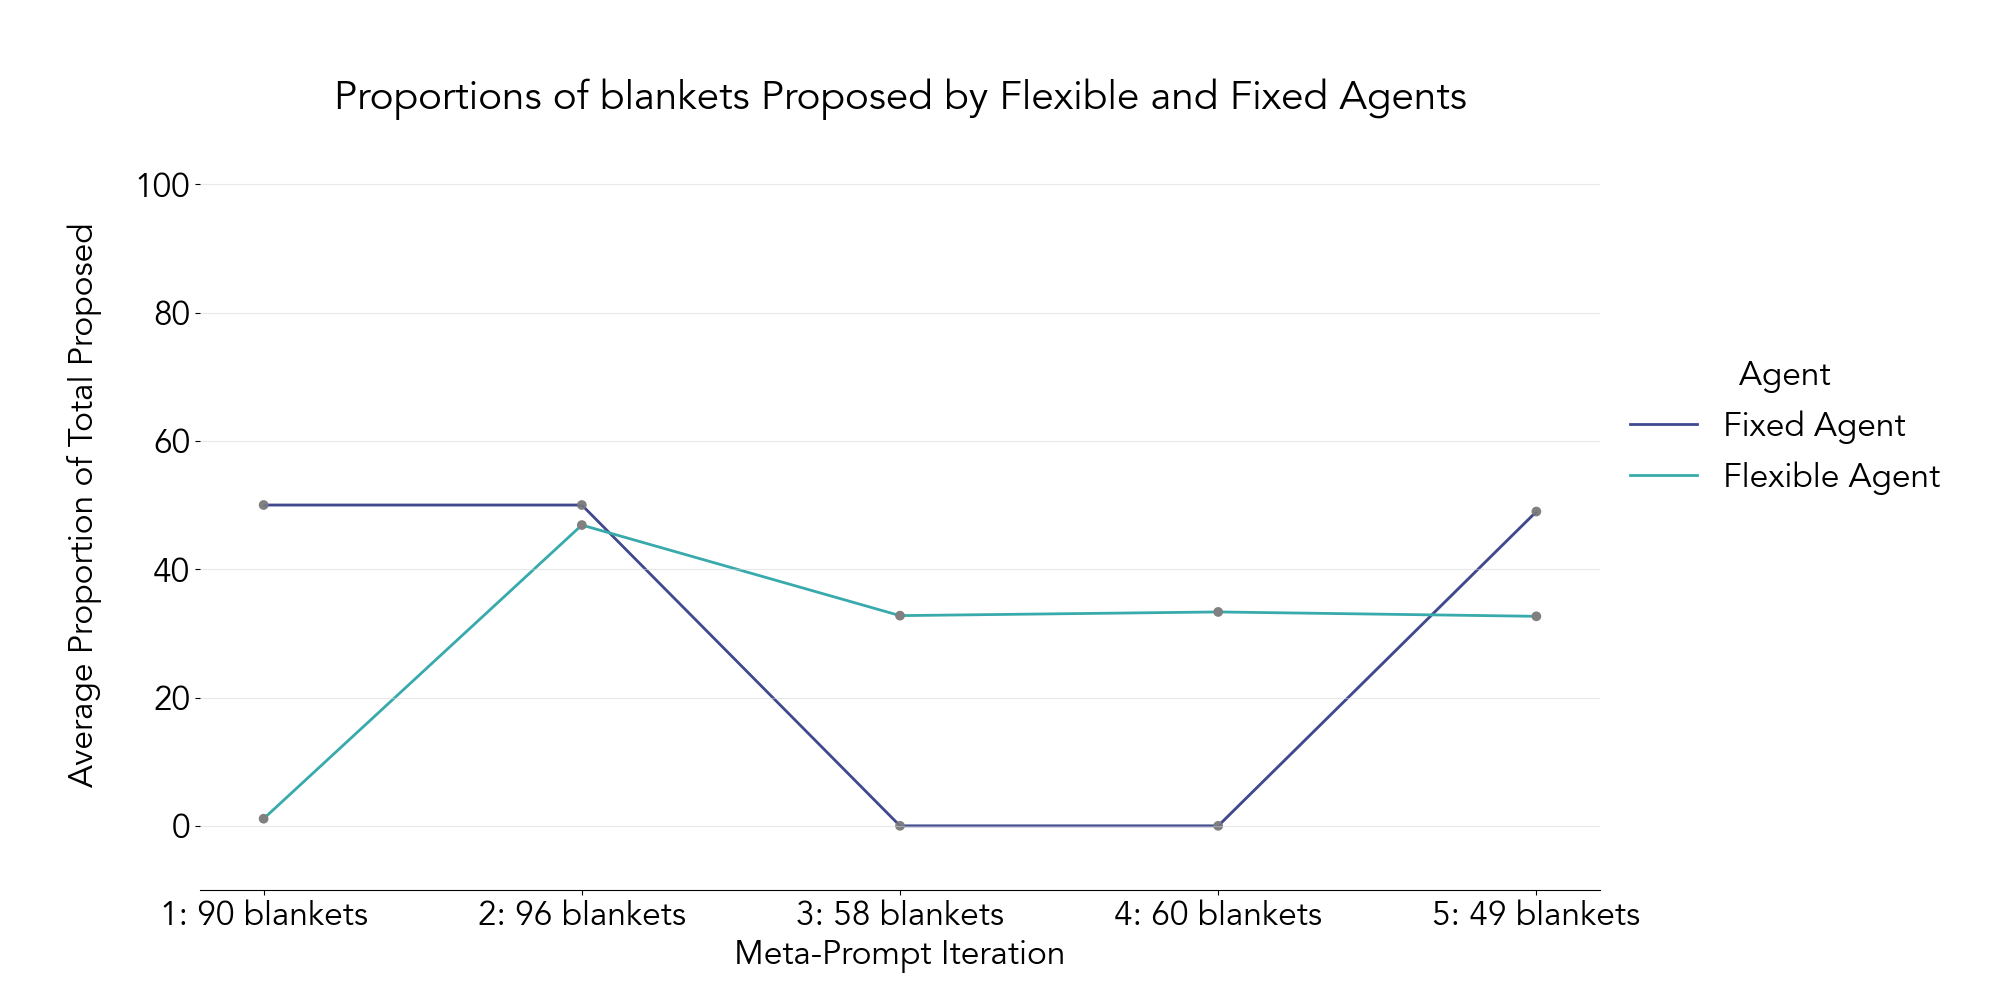 Proportions of blankets Proposed by Flexible and Fixed Agents
Average Proportion of Total Proposed
100
80
60
40
20
0
1: 90 blankets
2: 96 blankets
3: 58 blankets
4: 60 blankets
5: 49 blankets
Meta-Prompt Iteration
Agent
Fixed Agent
Flexible Agent